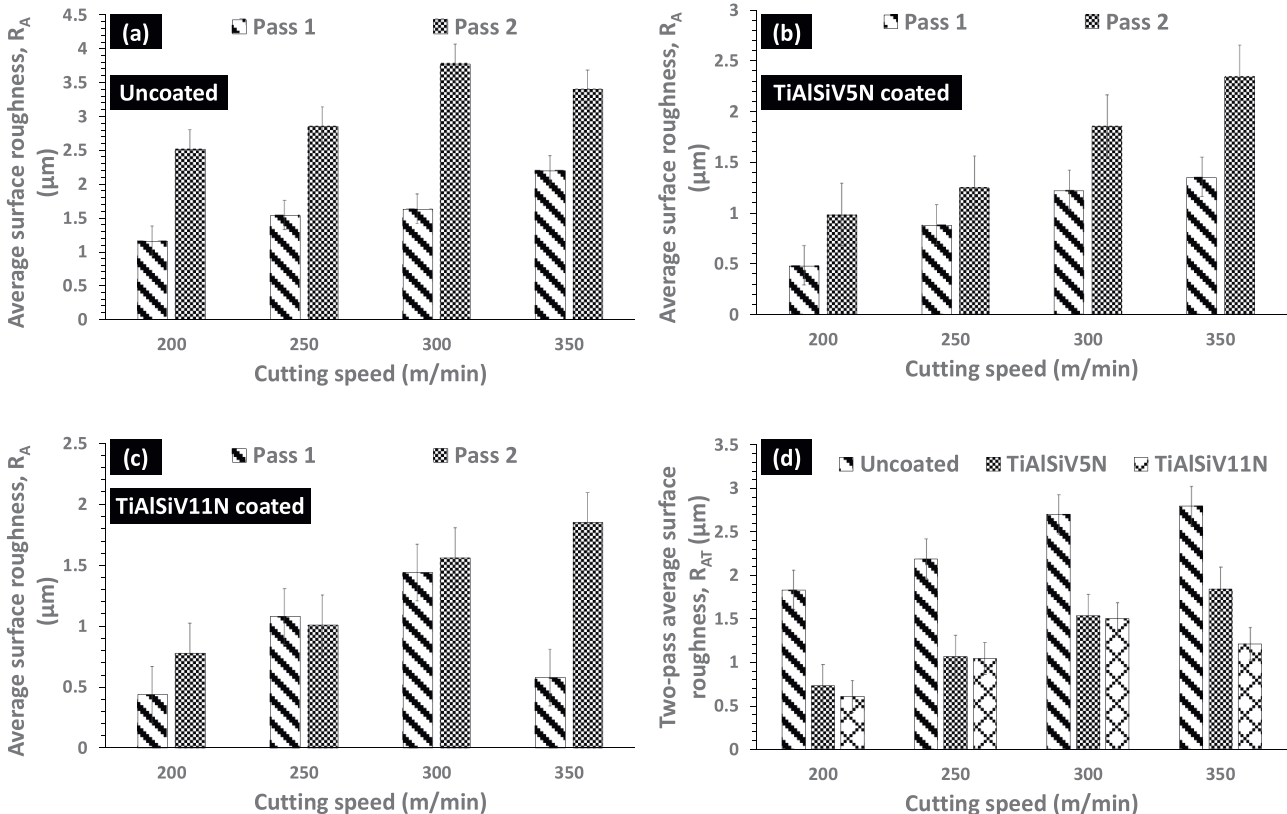 (a)
Pass 1
Pass 2
Uncoated
Average surface roughness, RA
(µm)
4.5
4
3.5
3
2.5
2
1.5
1
0.5
0
200
250
300
350
Cutting speed (m/min)
(b)
Pass 1
Pass 2
TiAlSiV5N coated
Average surface roughness, RA
(µm)
3
2.5
2
1.5
1
0.5
0
200
250
300
350
Cutting speed (m/min)
(c)
Pass 1
Pass 2
TiAlSiV11N coated
Average surface roughness, RA
(µm)
2.5
2
1.5
1
0.5
0
200
250
300
350
Cutting speed (m/min)
(d)
Uncoated
TiAlSiV5N
TiAlSiV11N
Two-pass average surface
roughness, RAT (µm)
3.5
3
2.5
2
1.5
1
0.5
0
200
250
300
350
Cutting speed (m/min)